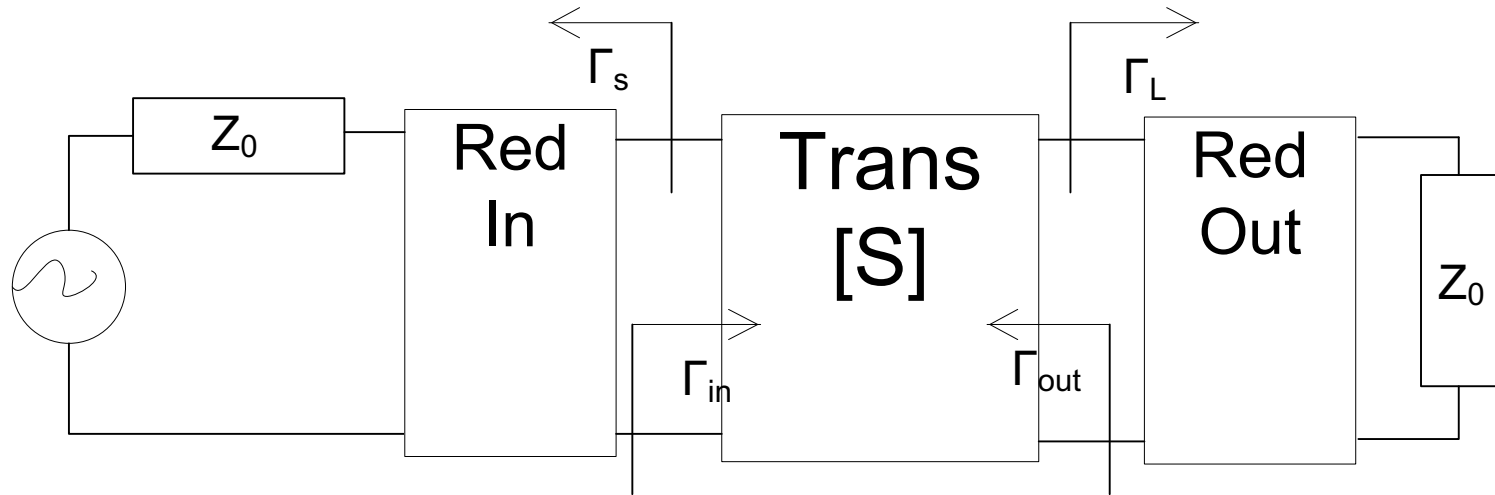 Γs
ΓL
Z0
Red
In
Trans
[S]
Red
Out
Z0
Γin
Γout